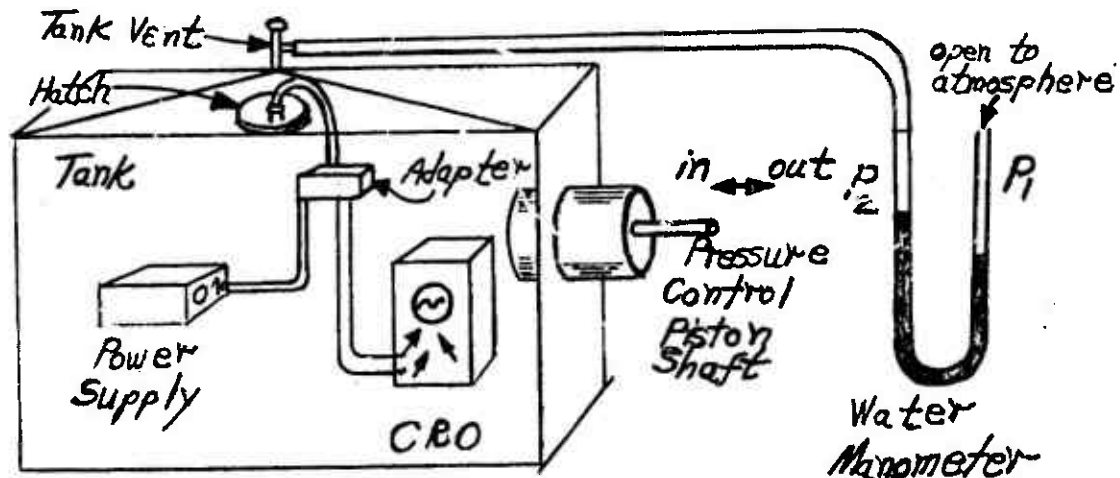 Tank Vent
Hatch
Tank
Adapter
Power
Supply
CRO
in
out
Pressure
Control
Piston
Shaft
P2
open to
atmosphere
P1
Water
Manometer